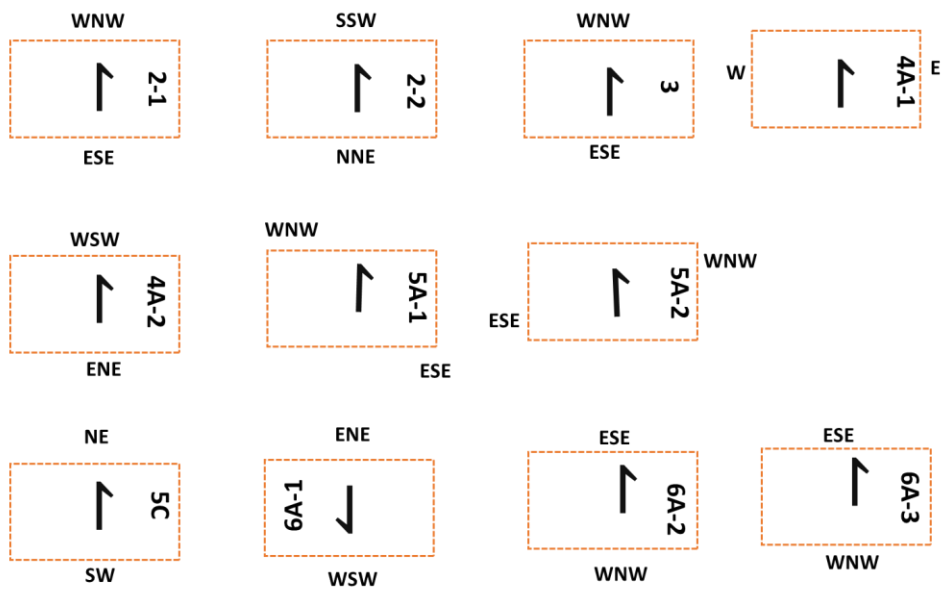 WNW
2-1
ESE
SSW
2-2
NNE
WNW
3
ESE
W
4A-1
E
WSW
4A-2
ENE
WNW
5A-1
ESE
WNW
5A-2
ESE
NE
5C
SW
ENE
6A-1
WSW
ESE
6A-2
WNW
ESE
6A-3
WNW